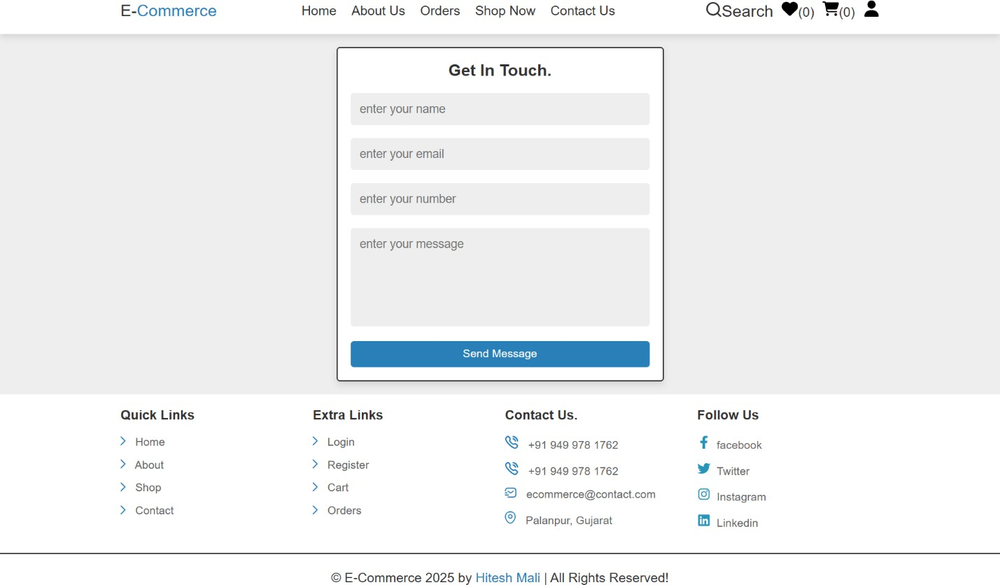 E-Commerce
Home About Us Orders Shop Now Contact Us
Search (0) (0)
Get In Touch.
enter your name
enter your email
enter your number
enter your message
Send Message
Quick Links
Home
About
Shop
Contact
Extra Links
Login
Register
Cart
Orders
Contact Us.
+91 949 978 1762
+91 949 978 1762
ecommerce@contact.com
Palanpur, Gujarat
Follow Us
facebook
Twitter
Instagram
Linkedin
© E-Commerce 2025 by Hitesh Mali | All Rights Reserved!